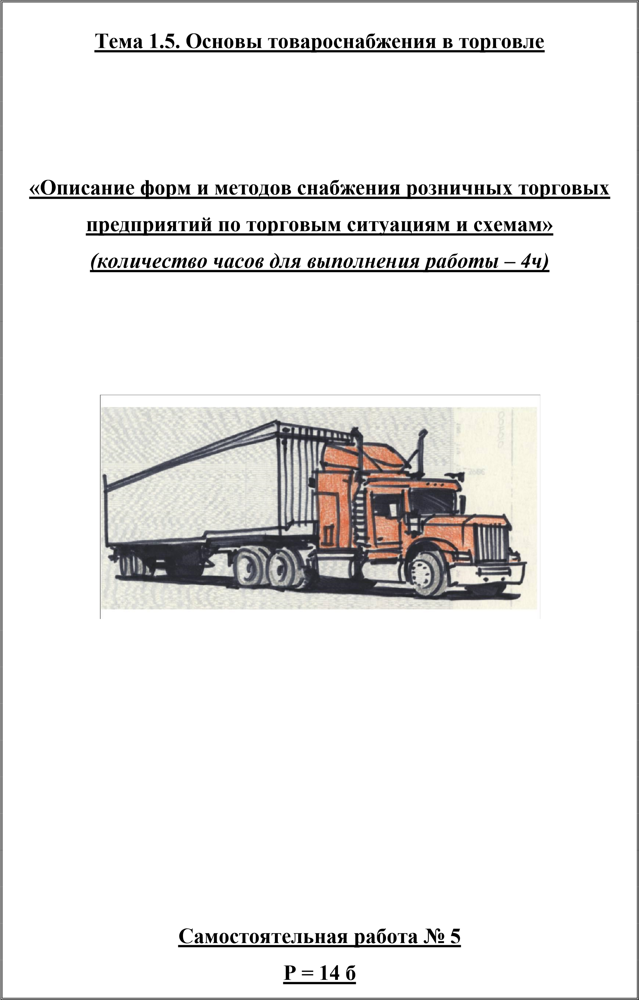 Тема 1.5. Основы товароснабжения в торговле
«Описание форм и методов снабжения розничных торговых
предприятий по торговым ситуациям и схемам»
(количество часов для выполнения работы – 4ч)
Самостоятельная работа № 5
Р = 14 б